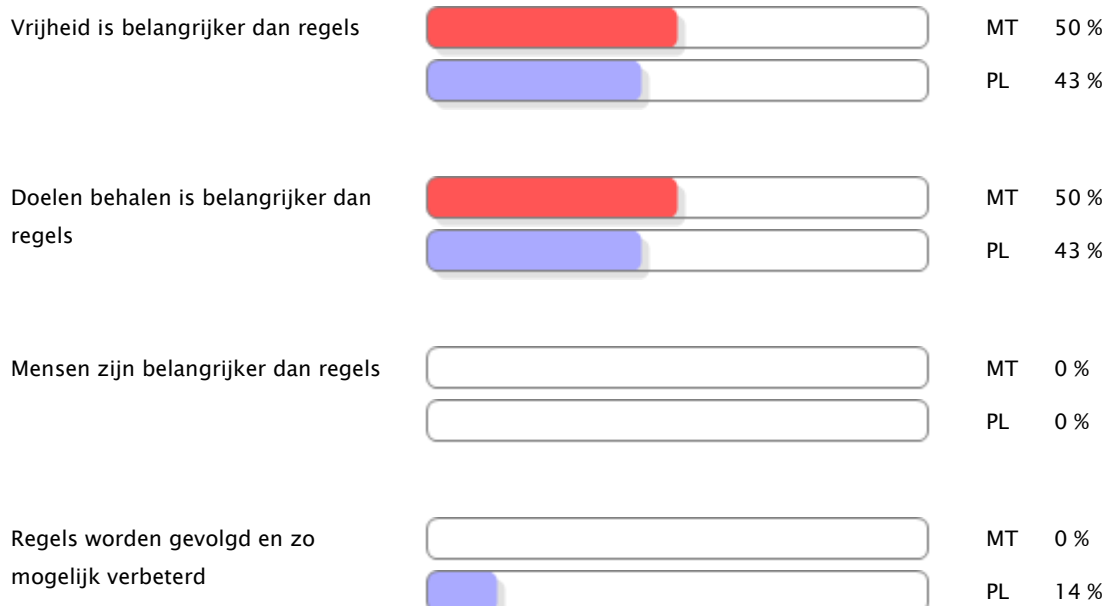 Vrijheid is belangrijker dan regels
MT 50 %
PL 43 %
Doelen behalen is belangrijker dan
regels
MT 50 %
PL 43 %
Mensen zijn belangrijker dan regels
MT 0 %
PL 0 %
Regels worden gevolgd en zo
mogelijk verbeterd
MT 0 %
PL 14 %